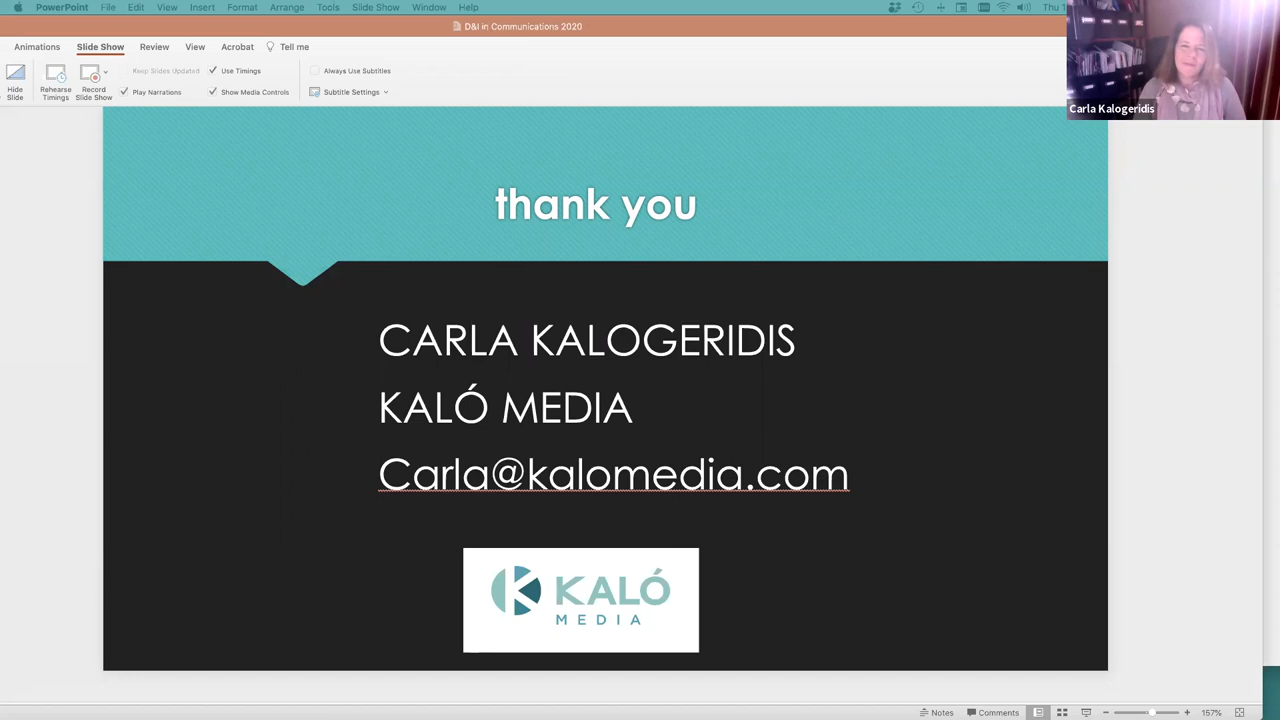 PowerPoint File Edit View Insert Format Arrange Tools Slide Show Window Help Thu 1
D&I in Communications 2020
Animations Slide Show Review View Acrobat Tell me
Keep Slides Updated Use Timings Always Use Subtitles
Hide Slide Rehearse Timings Record Slide Show Play Narrations Show Media Controls Subtitle Settings
Carla Kalogeridis
thank you
CARLA KALOGERIDIS
KALÓ MEDIA
Carla@kalomedia.com
KALÓ
MEDIA
Notes Comments 157%